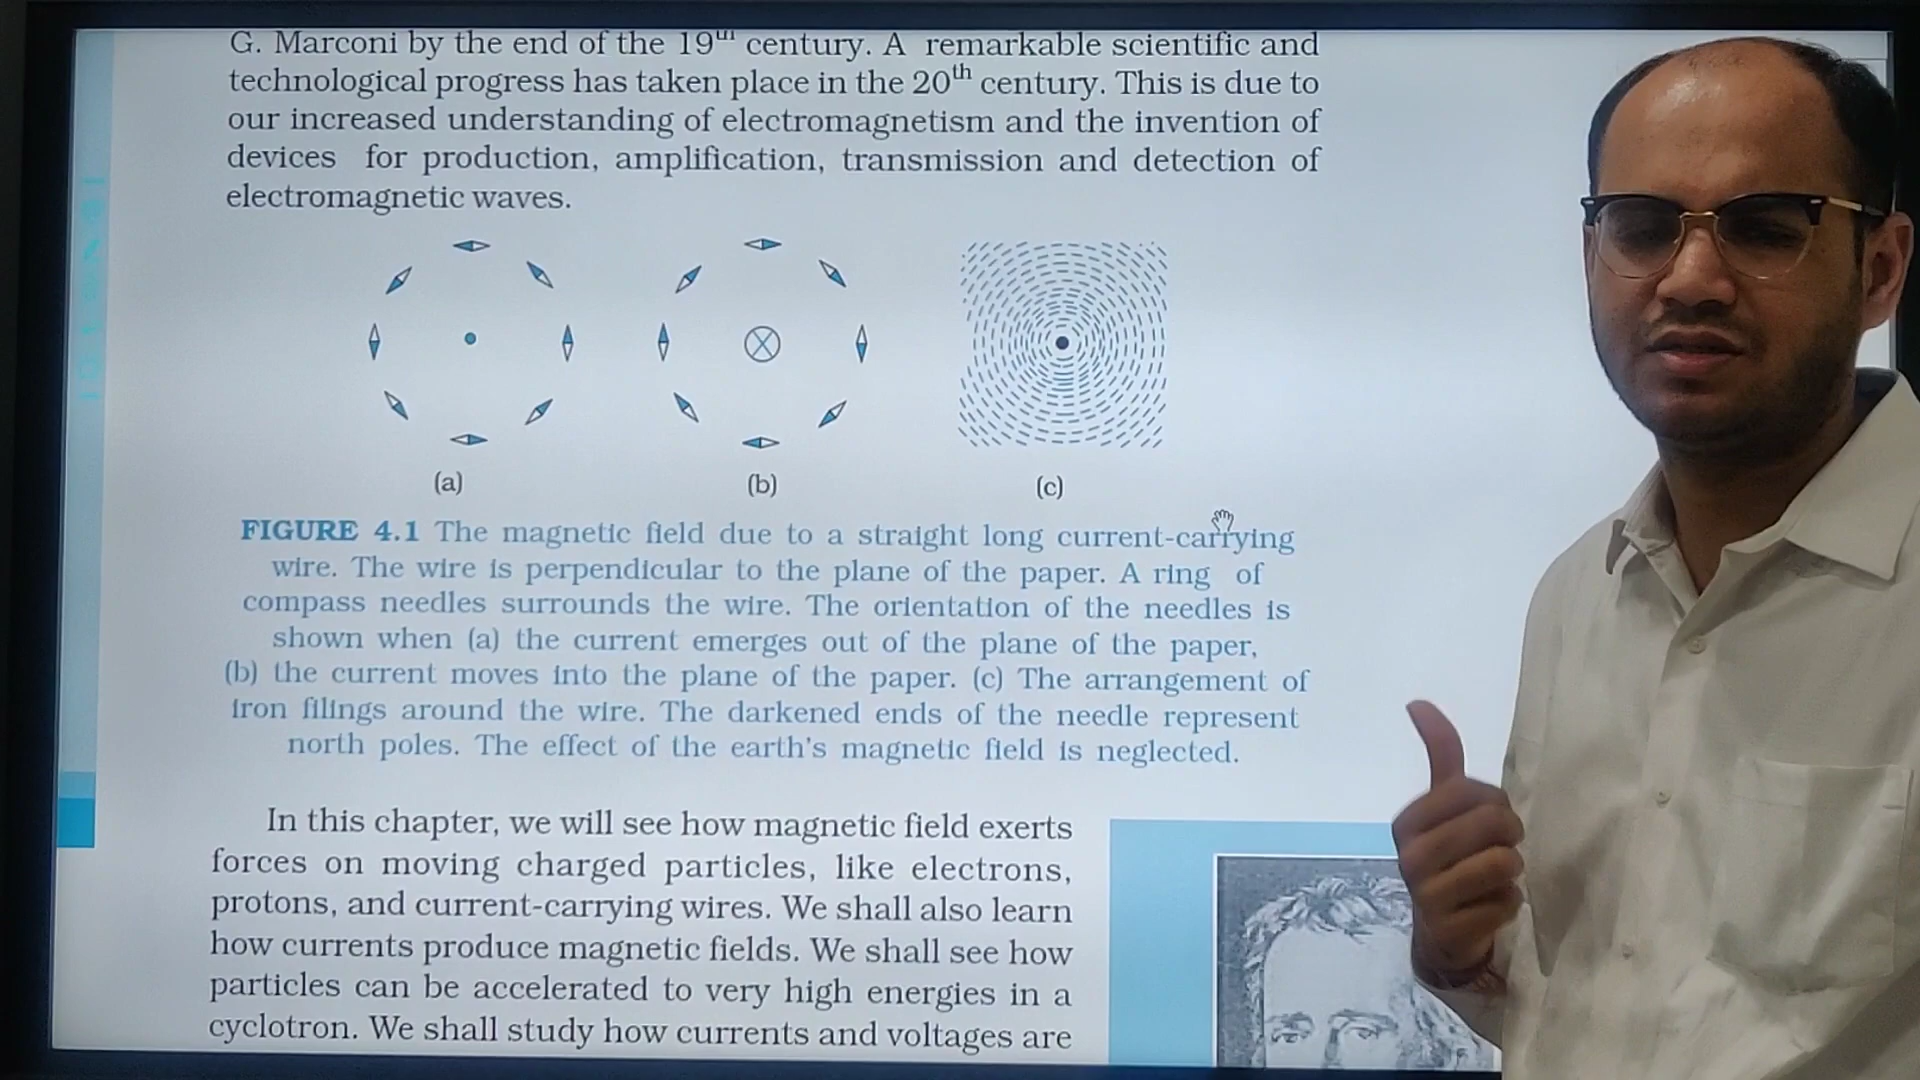 G. Marconi by the end of the 19th century. A remarkable scientific and
technological progress has taken place in the 20th century. This is due to
our increased understanding of electromagnetism and the invention of
devices for production, amplification, transmission and detection of
electromagnetic waves.
(a) (b) (c)
FIGURE 4.1 The magnetic field due to a straight long current-carrying
wire. The wire is perpendicular to the plane of the paper. A ring of
compass needles surrounds the wire. The orientation of the needles is
shown when (a) the current emerges out of the plane of the paper,
(b) the current moves into the plane of the paper. (c) The arrangement of
iron filings around the wire. The darkened ends of the needle represent
north poles. The effect of the earth's magnetic field is neglected.
In this chapter, we will see how magnetic field exerts
forces on moving charged particles, like electrons,
protons, and current-carrying wires. We shall also learn
how currents produce magnetic fields. We shall see how
particles can be accelerated to very high energies in a
cyclotron. We shall study how currents and voltages are